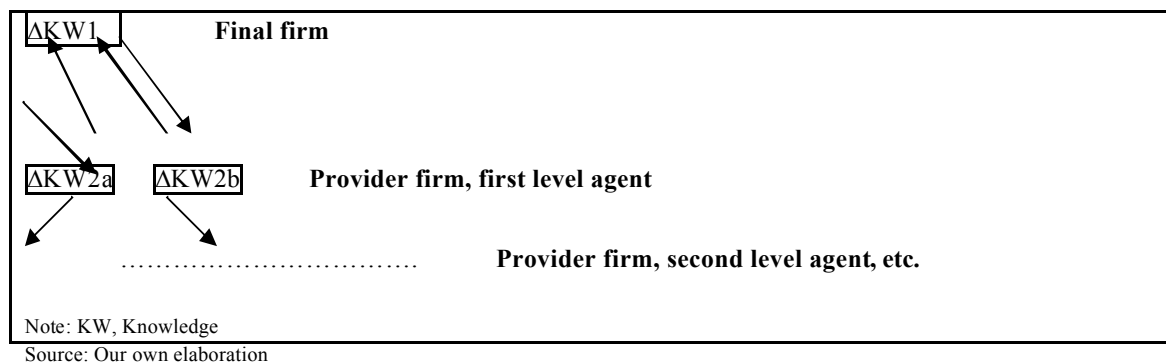 ΔKW1 Final firm
ΔKW2a ΔKW2b Provider firm, first level agent
………………………………. Provider firm, second level agent, etc.
Note: KW, Knowledge
Source: Our own elaboration